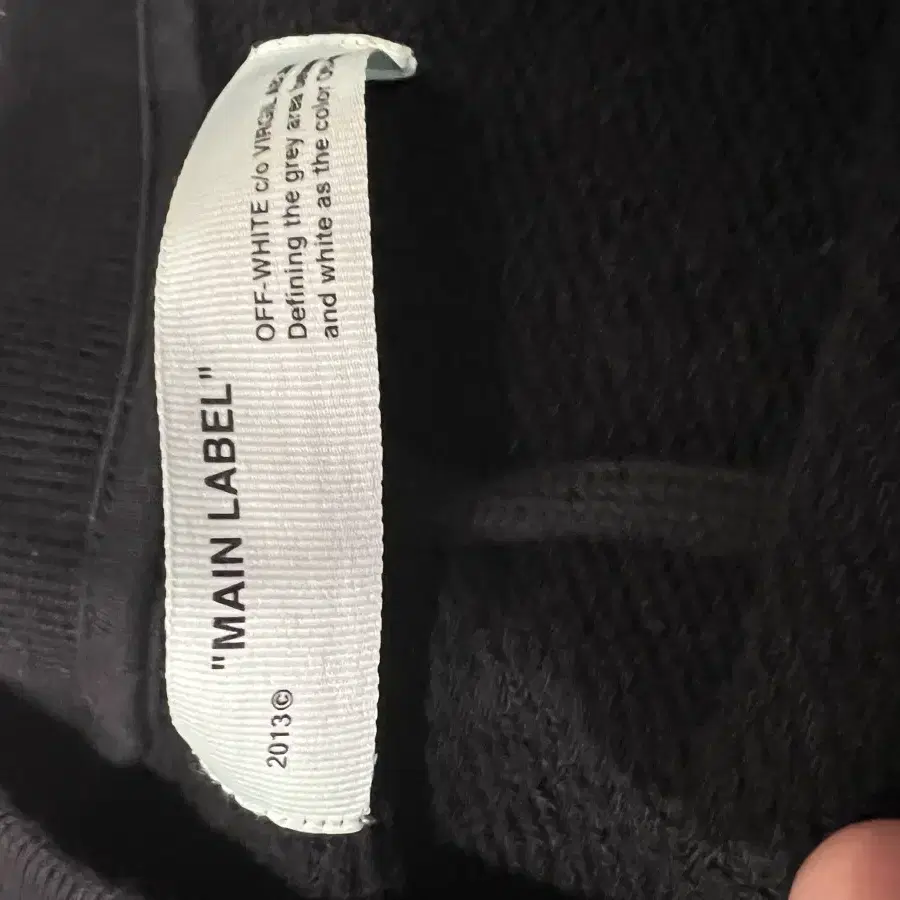 "MAIN LABEL"
2013©
OFF-WHITE c/o VIRGIL
Defining the grey area
and white as the color